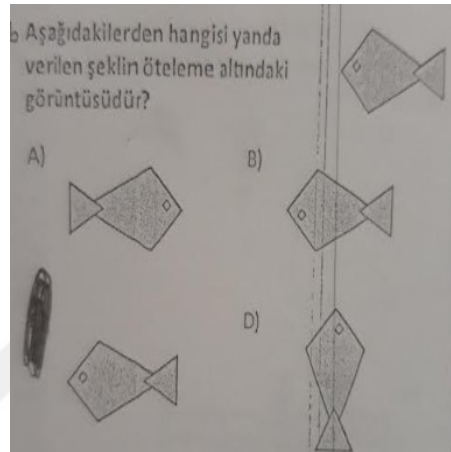 Aşağıdakilerden hangisi yanda
verilen şeklin öteleme altındaki
görüntüsüdür?
A)
B)
D)